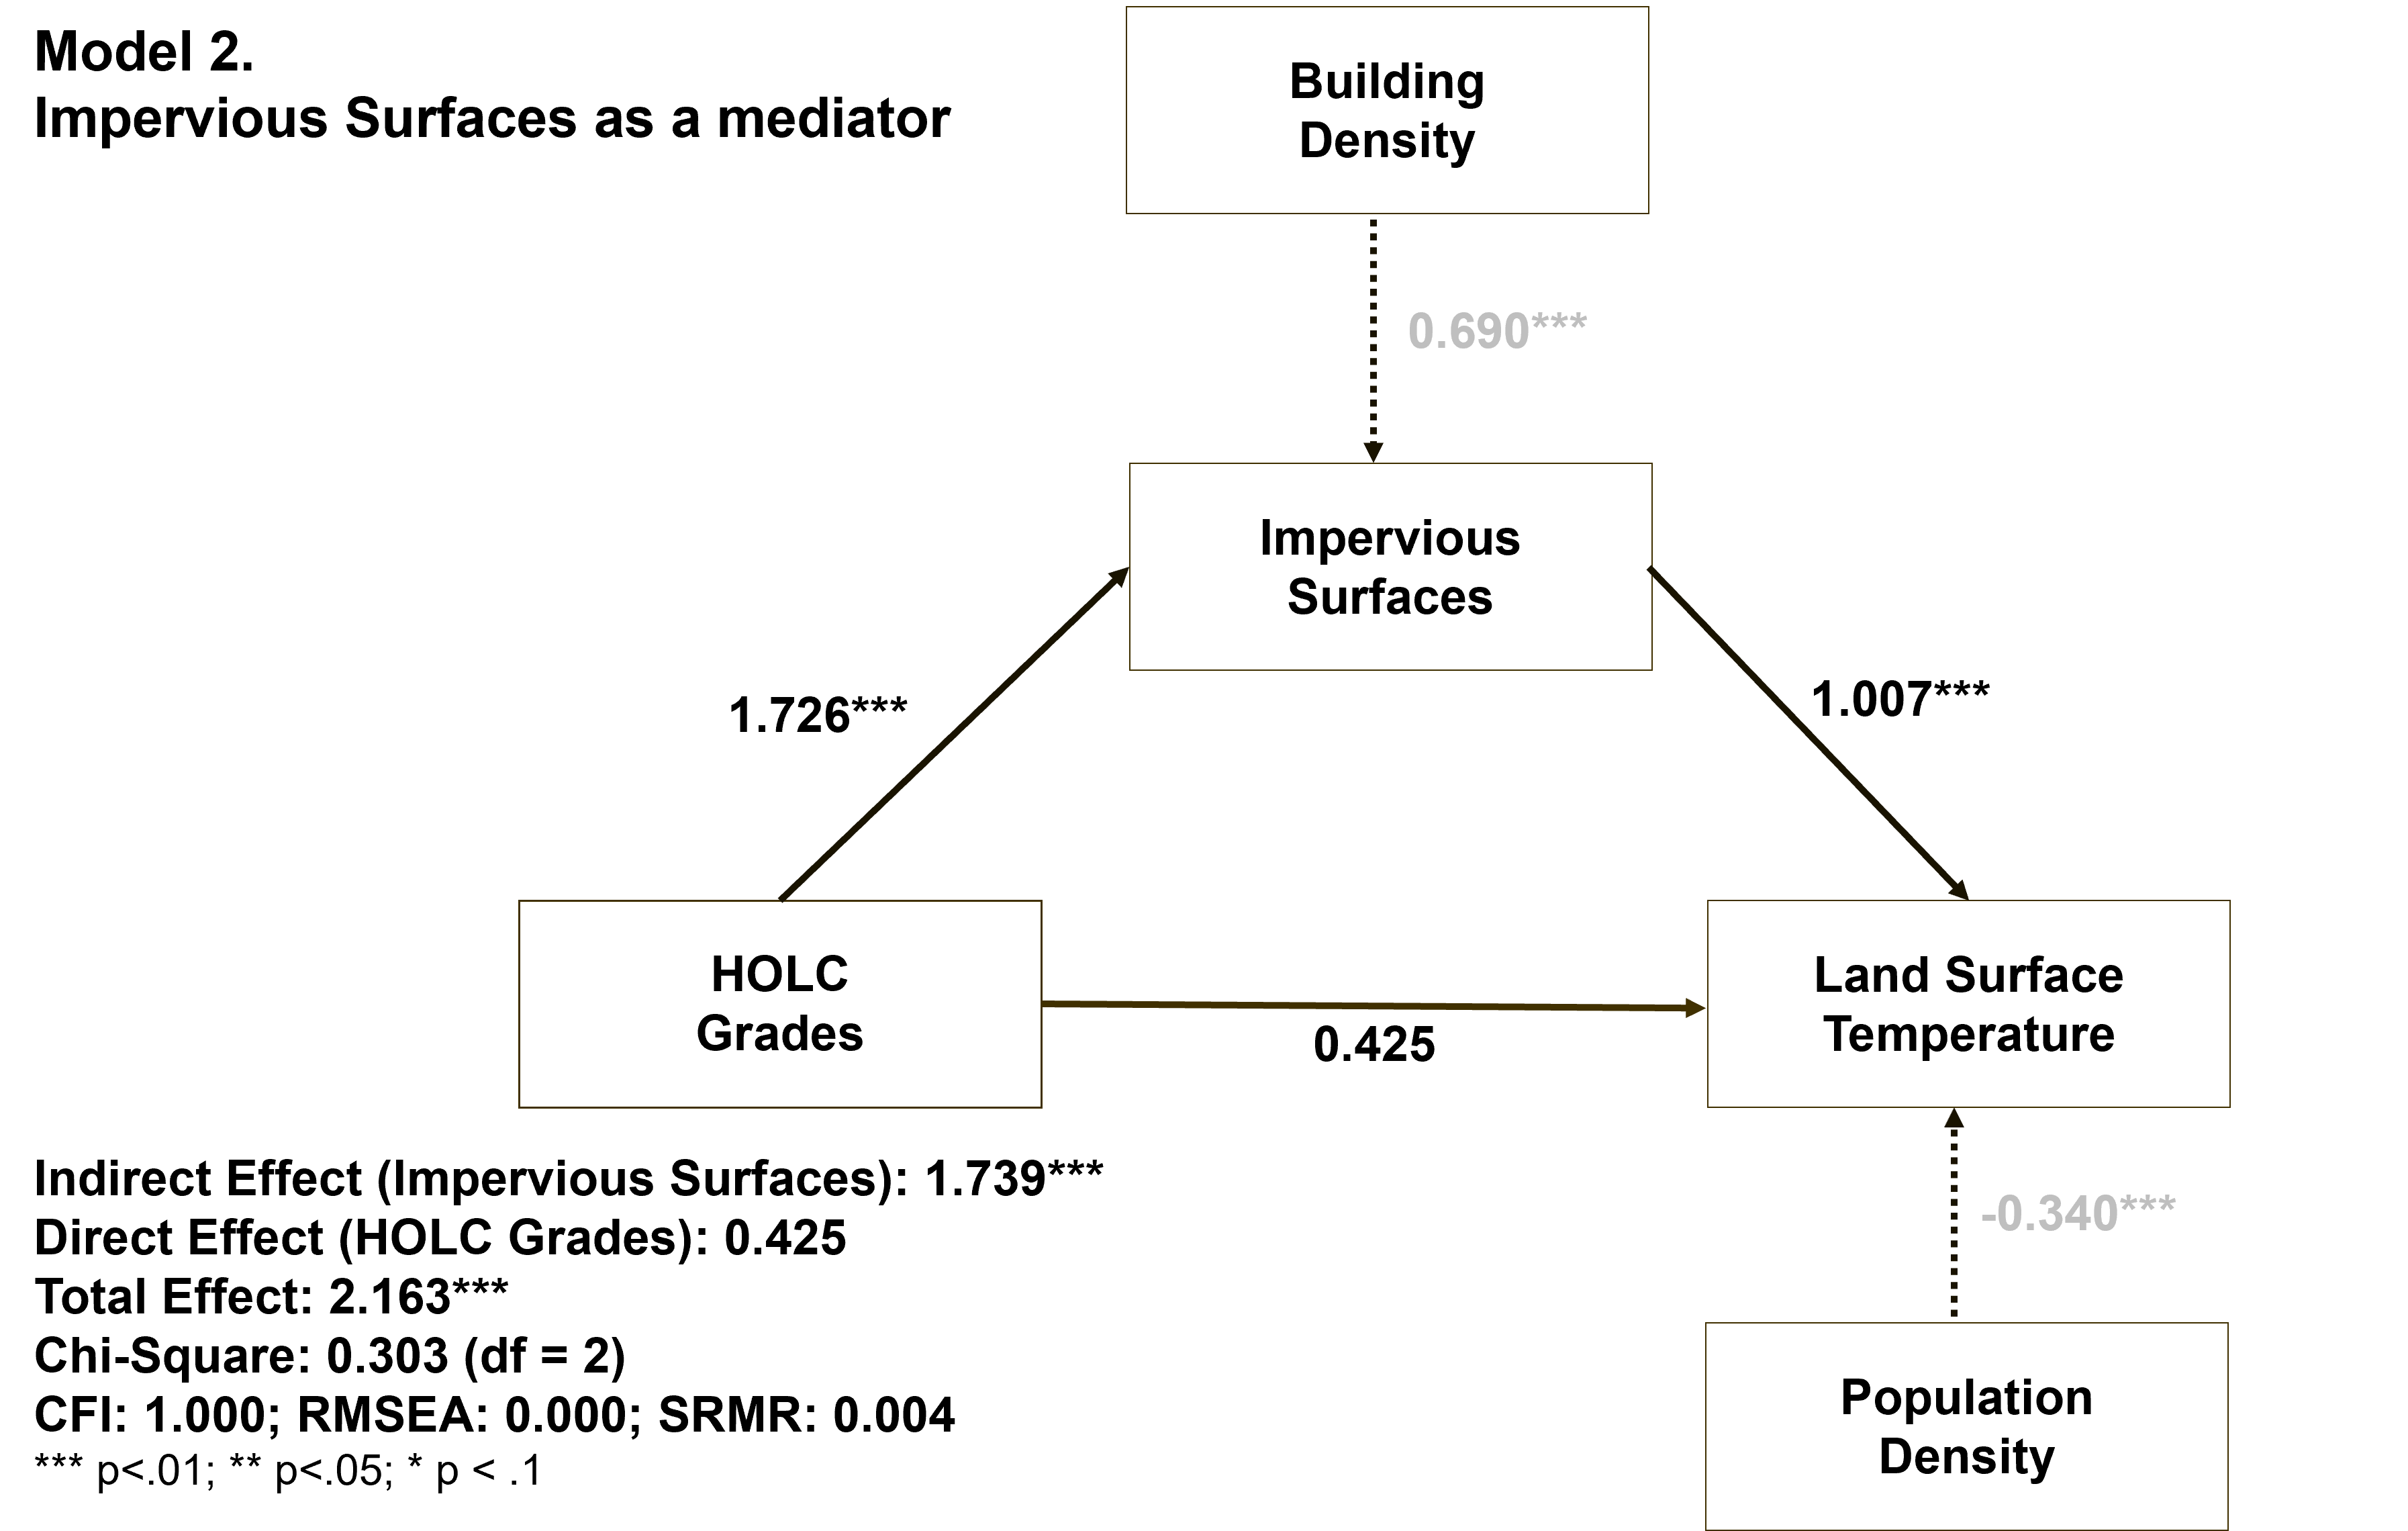 Model 2.
Impervious Surfaces as a mediator
Building
Density
0.690***
Impervious
Surfaces
1.726***
1.007***
HOLC
Grades
0.425
Land Surface
Temperature
-0.340***
Population
Density
Indirect Effect (Impervious Surfaces): 1.739***
Direct Effect (HOLC Grades): 0.425
Total Effect: 2.163***
Chi-Square: 0.303 (df = 2)
CFI: 1.000; RMSEA: 0.000; SRMR: 0.004
*** p<.01; ** p<.05; * p < .1